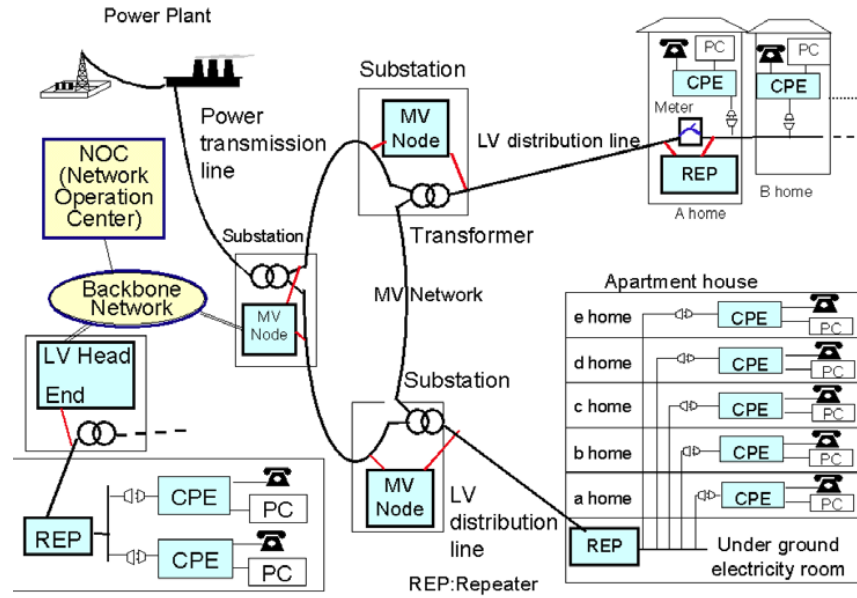 Power Plant
Power
transmission
line
NOC
(Network
Operation
Center)
Backbone
Network
LV Head
End
REP
CPE
PC
CPE
PC
Substation
MV
Node
Substation
MV
Node
Transformer
LV distribution line
MV Network
Substation
MV
Node
LV
distribution
line
REP:Repeater
PC
CPE
Meter
REP
A home
PC
CPE
B home
Apartment house
e home
CPE
PC
d home
CPE
PC
c home
CPE
PC
b home
CPE
PC
a home
CPE
PC
REP
Under ground
electricity room